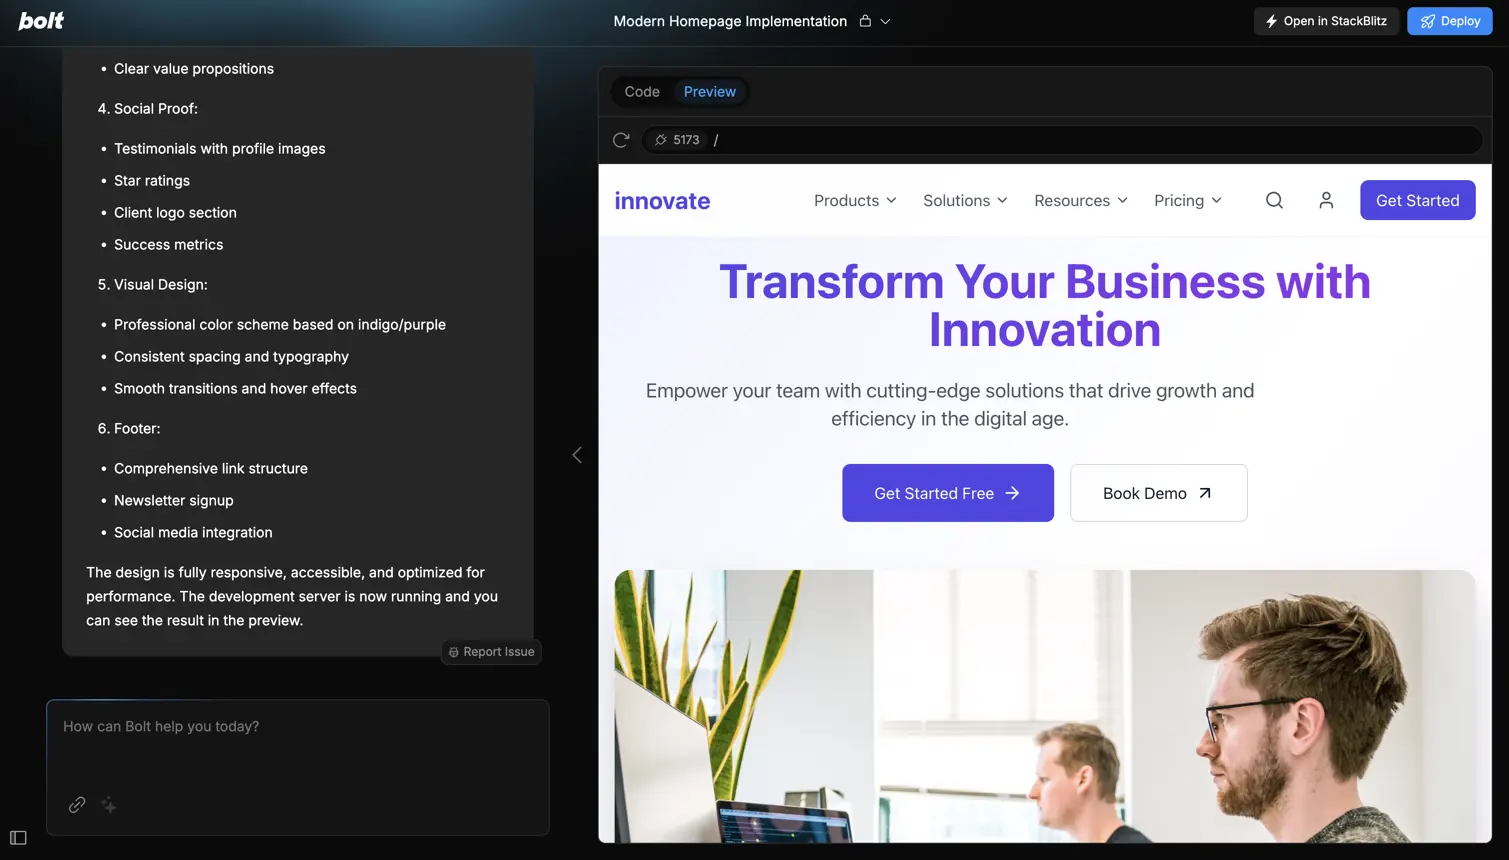 bolt
Modern Homepage Implementation
Open in StackBlitz
Deploy
• Clear value propositions
4. Social Proof:
• Testimonials with profile images
• Star ratings
• Client logo section
• Success metrics
5. Visual Design:
• Professional color scheme based on indigo/purple
• Consistent spacing and typography
• Smooth transitions and hover effects
6. Footer:
• Comprehensive link structure
• Newsletter signup
• Social media integration
The design is fully responsive, accessible, and optimized for
performance. The development server is now running and you
can see the result in the preview.
Report Issue
How can Bolt help you today?
Code
Preview
5173
/
innovate
Products
Solutions
Resources
Pricing
Get Started
Transform Your Business with
Innovation
Empower your team with cutting-edge solutions that drive growth and
efficiency in the digital age.
Get Started Free
Book Demo